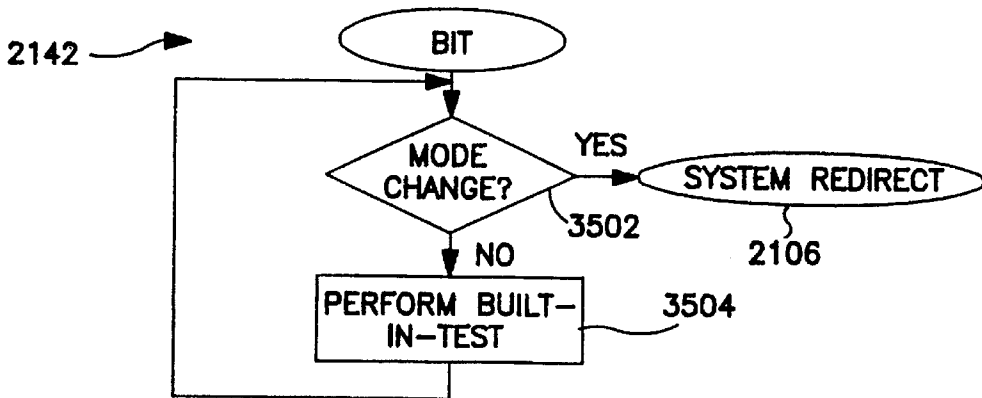 2142
BIT
MODE
CHANGE?
YES
SYSTEM REDIRECT
3502
2106
NO
PERFORM BUILT-
IN-TEST
3504